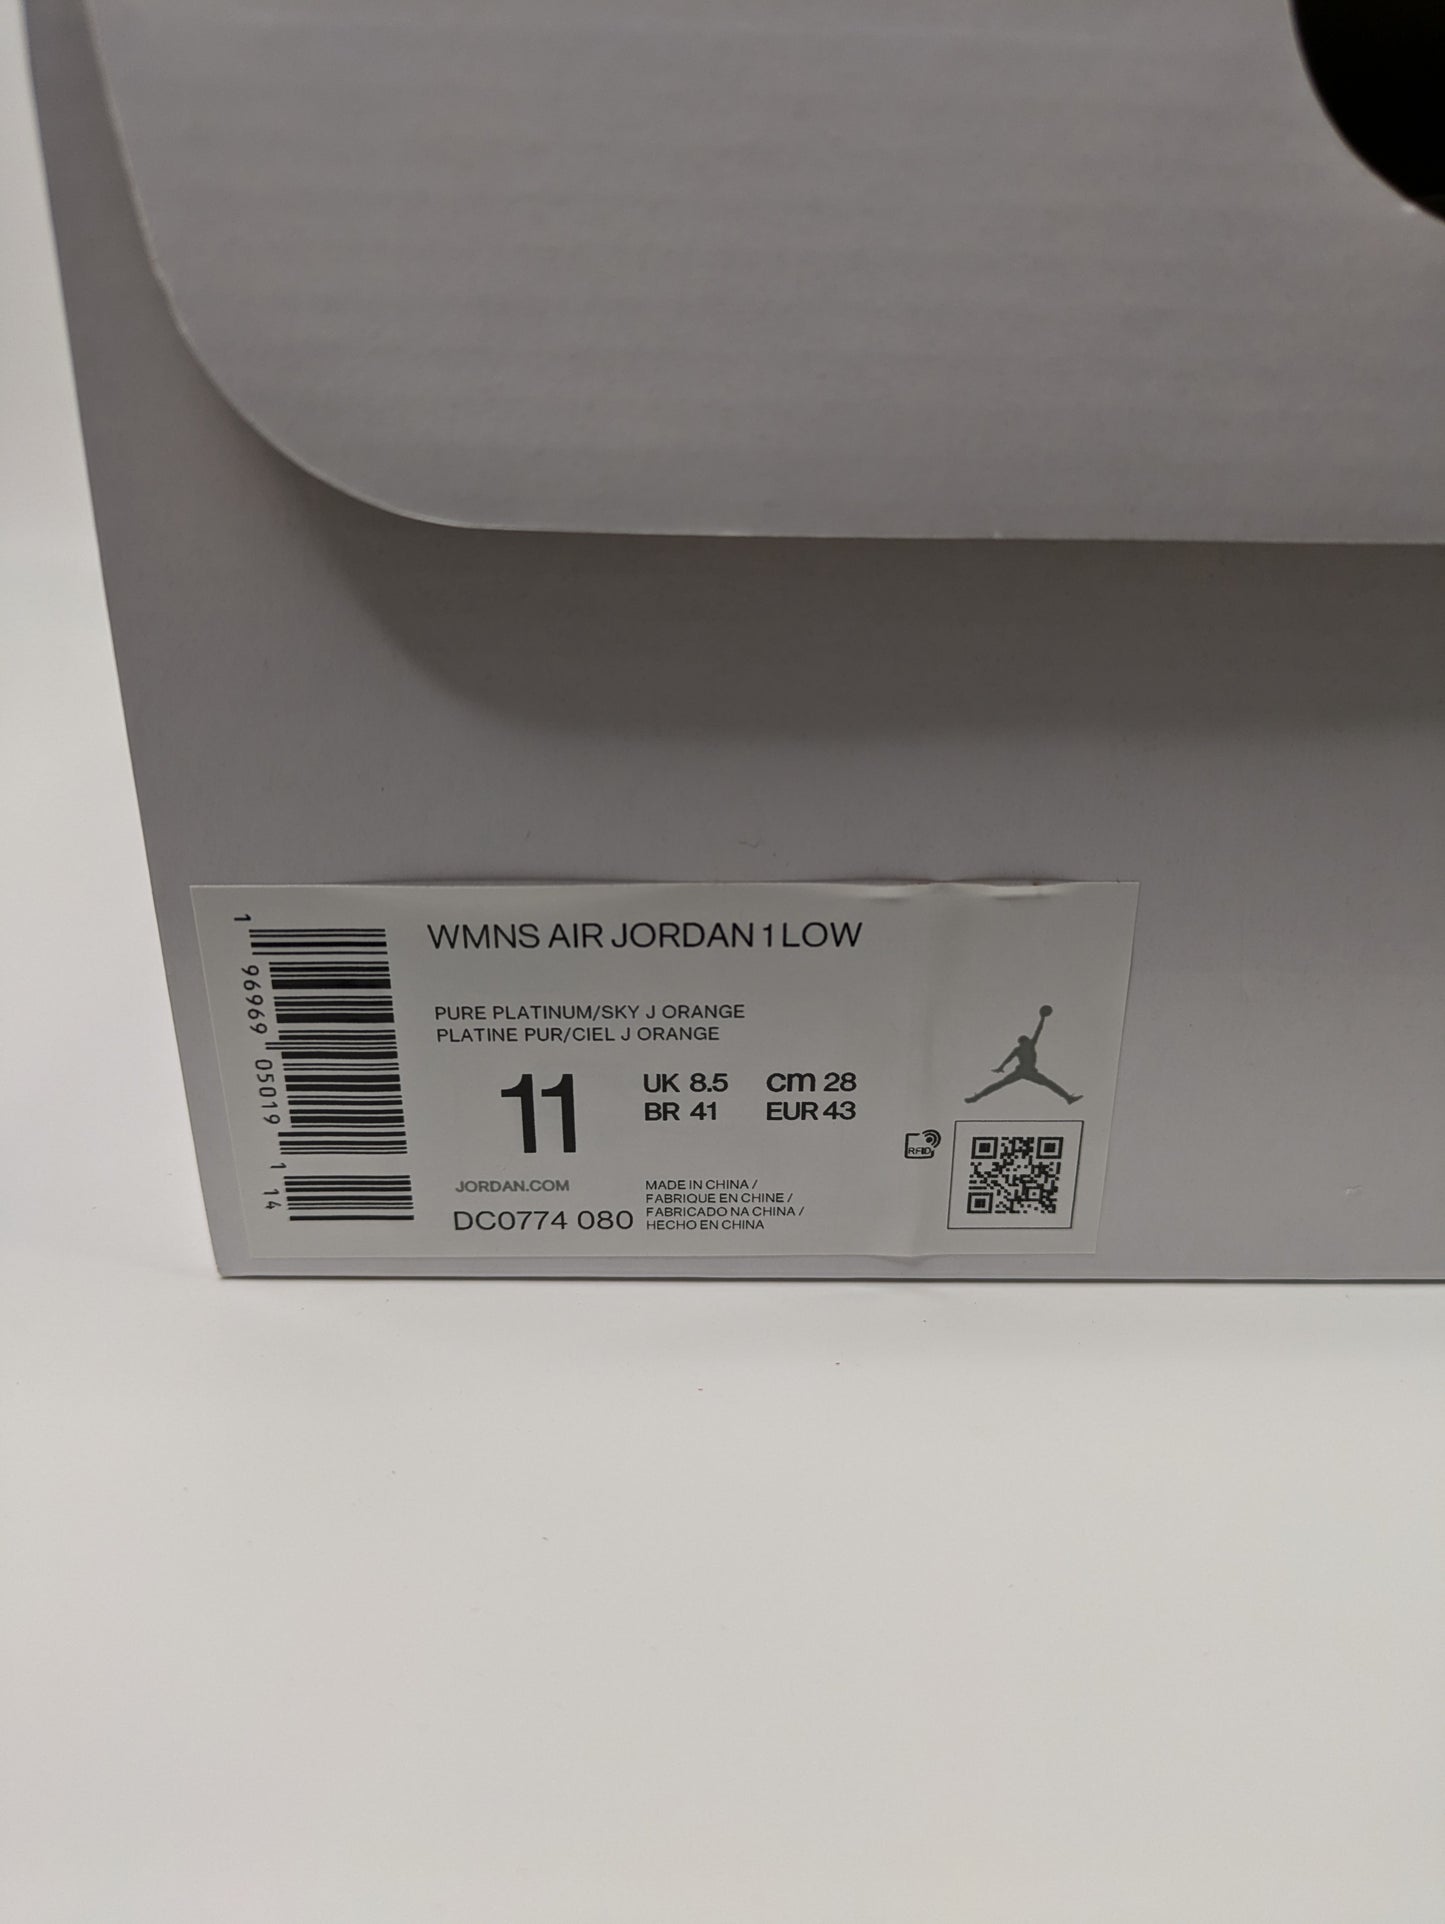 WMNS AIR JORDAN 1 LOW
PURE PLATINUM/SKY J ORANGE
PLATINE PUR/CIEL J ORANGE
11
UK 8.5 cm 28
BR 41 EUR 43
JORDAN.COM
DC0774 080
MADE IN CHINA /
FABRIQUE EN CHINE /
FABRICADO NA CHINA /
HECHO EN CHINA
RFID
1 96969 05019 1 14